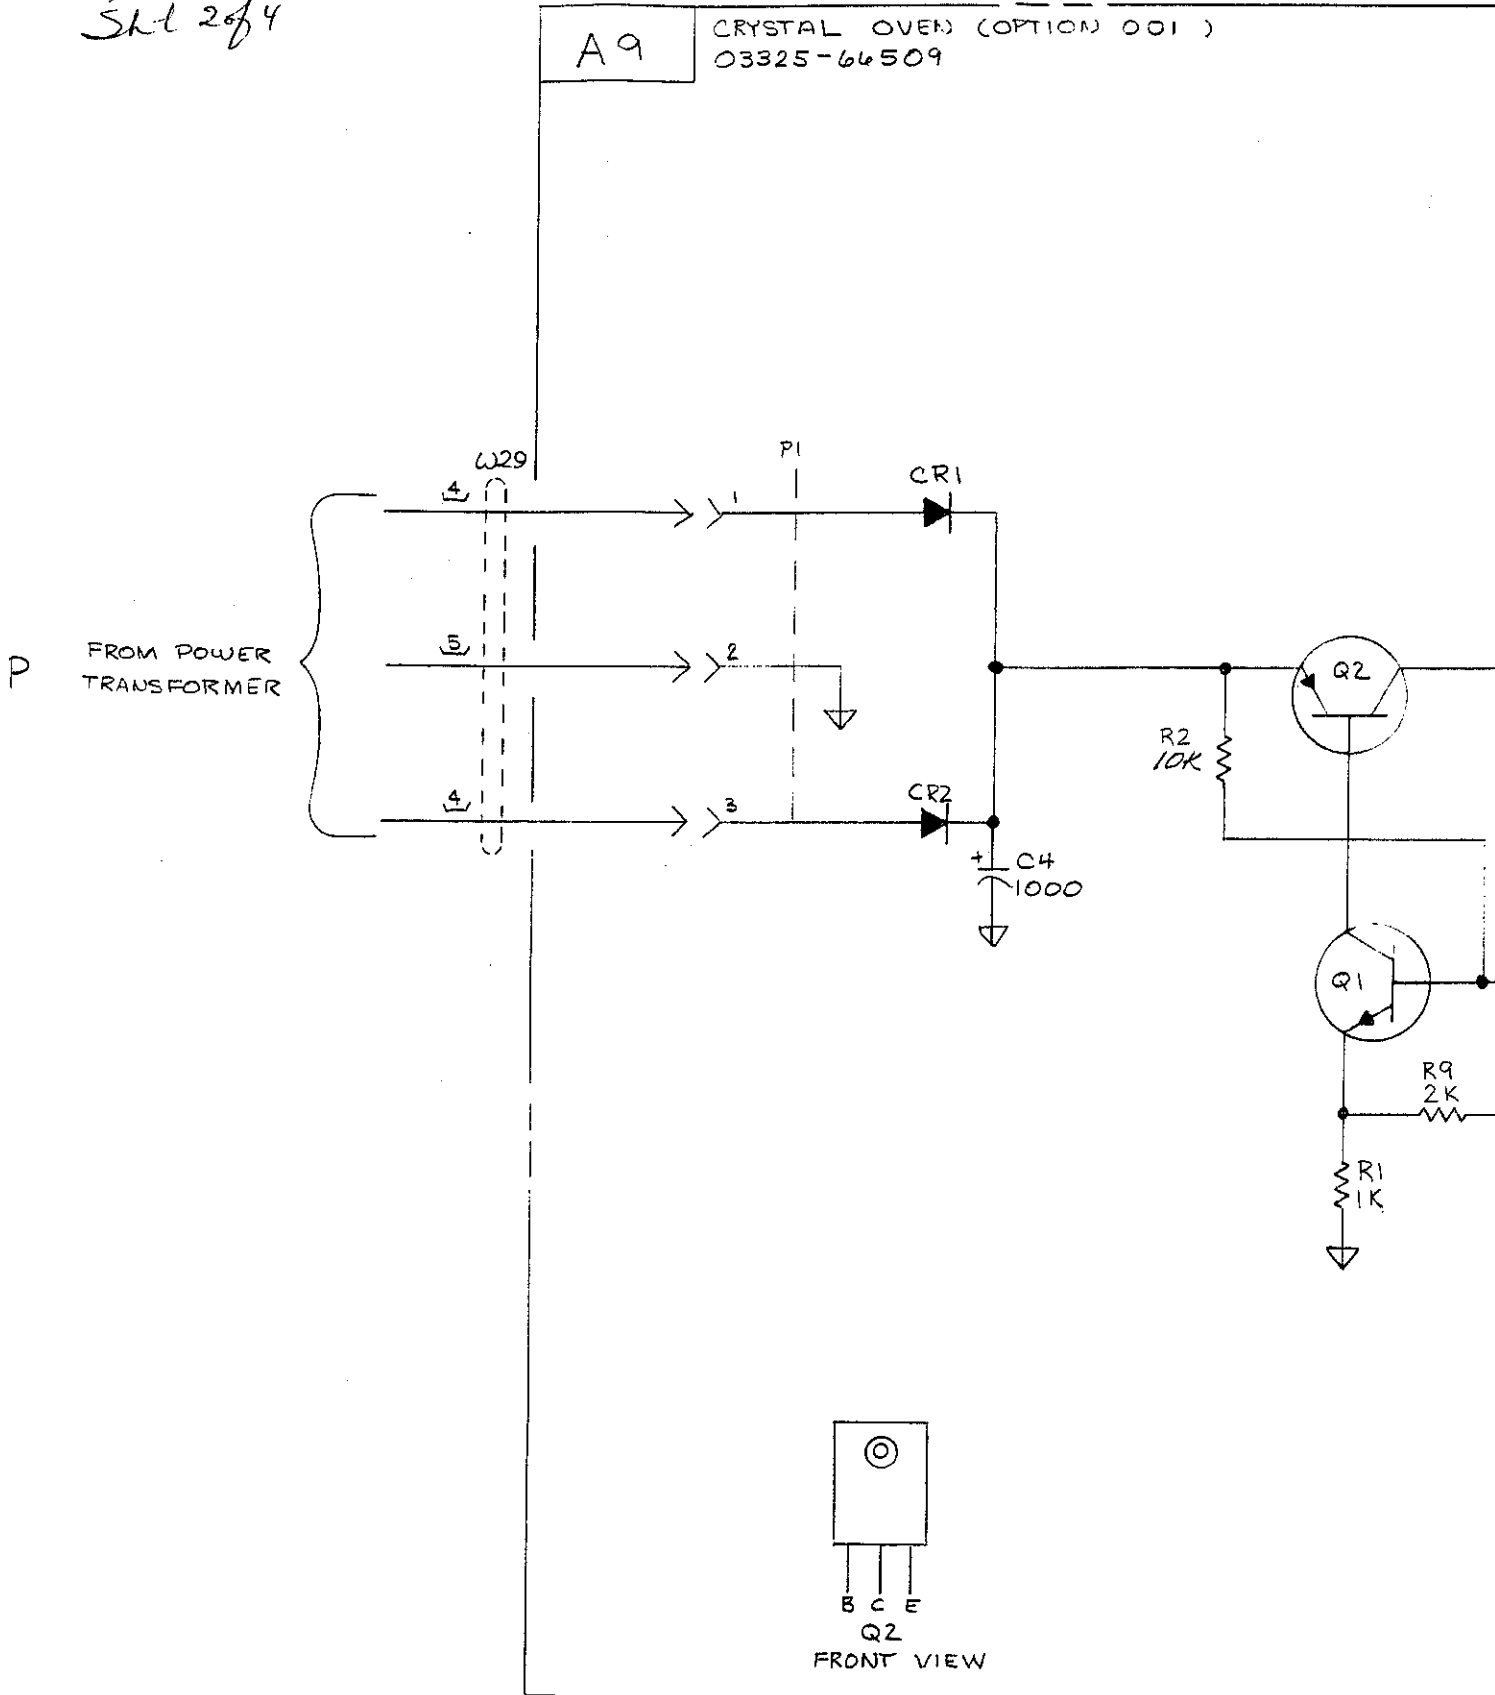 Sht 2 of 4
A9
CRYSTAL OVEN (OPTION 001)
03325-66509
W29
P1
4
1
CR1
5
2
P
FROM POWER
TRANSFORMER
Q2
R2
10K
4
3
CR2
+
C4
1000
Q1
R9
2K
R1
1K
B C E
Q2
FRONT VIEW